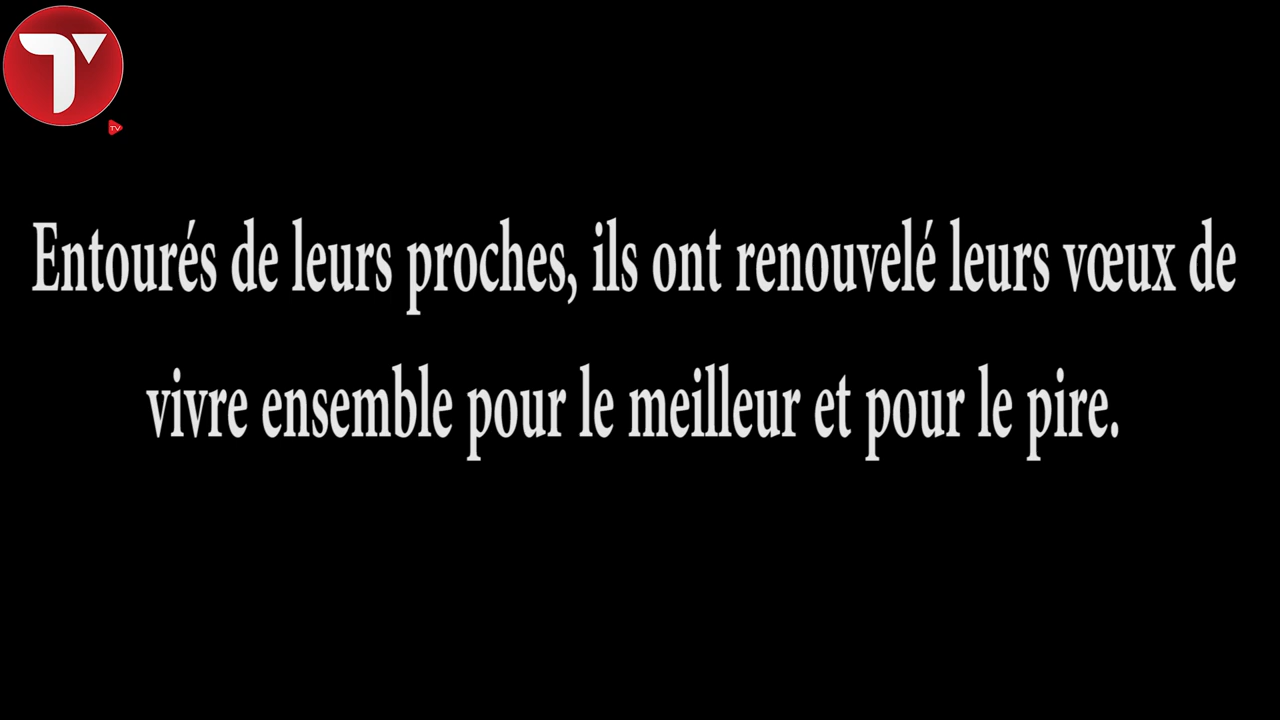 TV
Entourés de leurs proches, ils ont renouvelé leurs vœux de
vivre ensemble pour le meilleur et pour le pire.